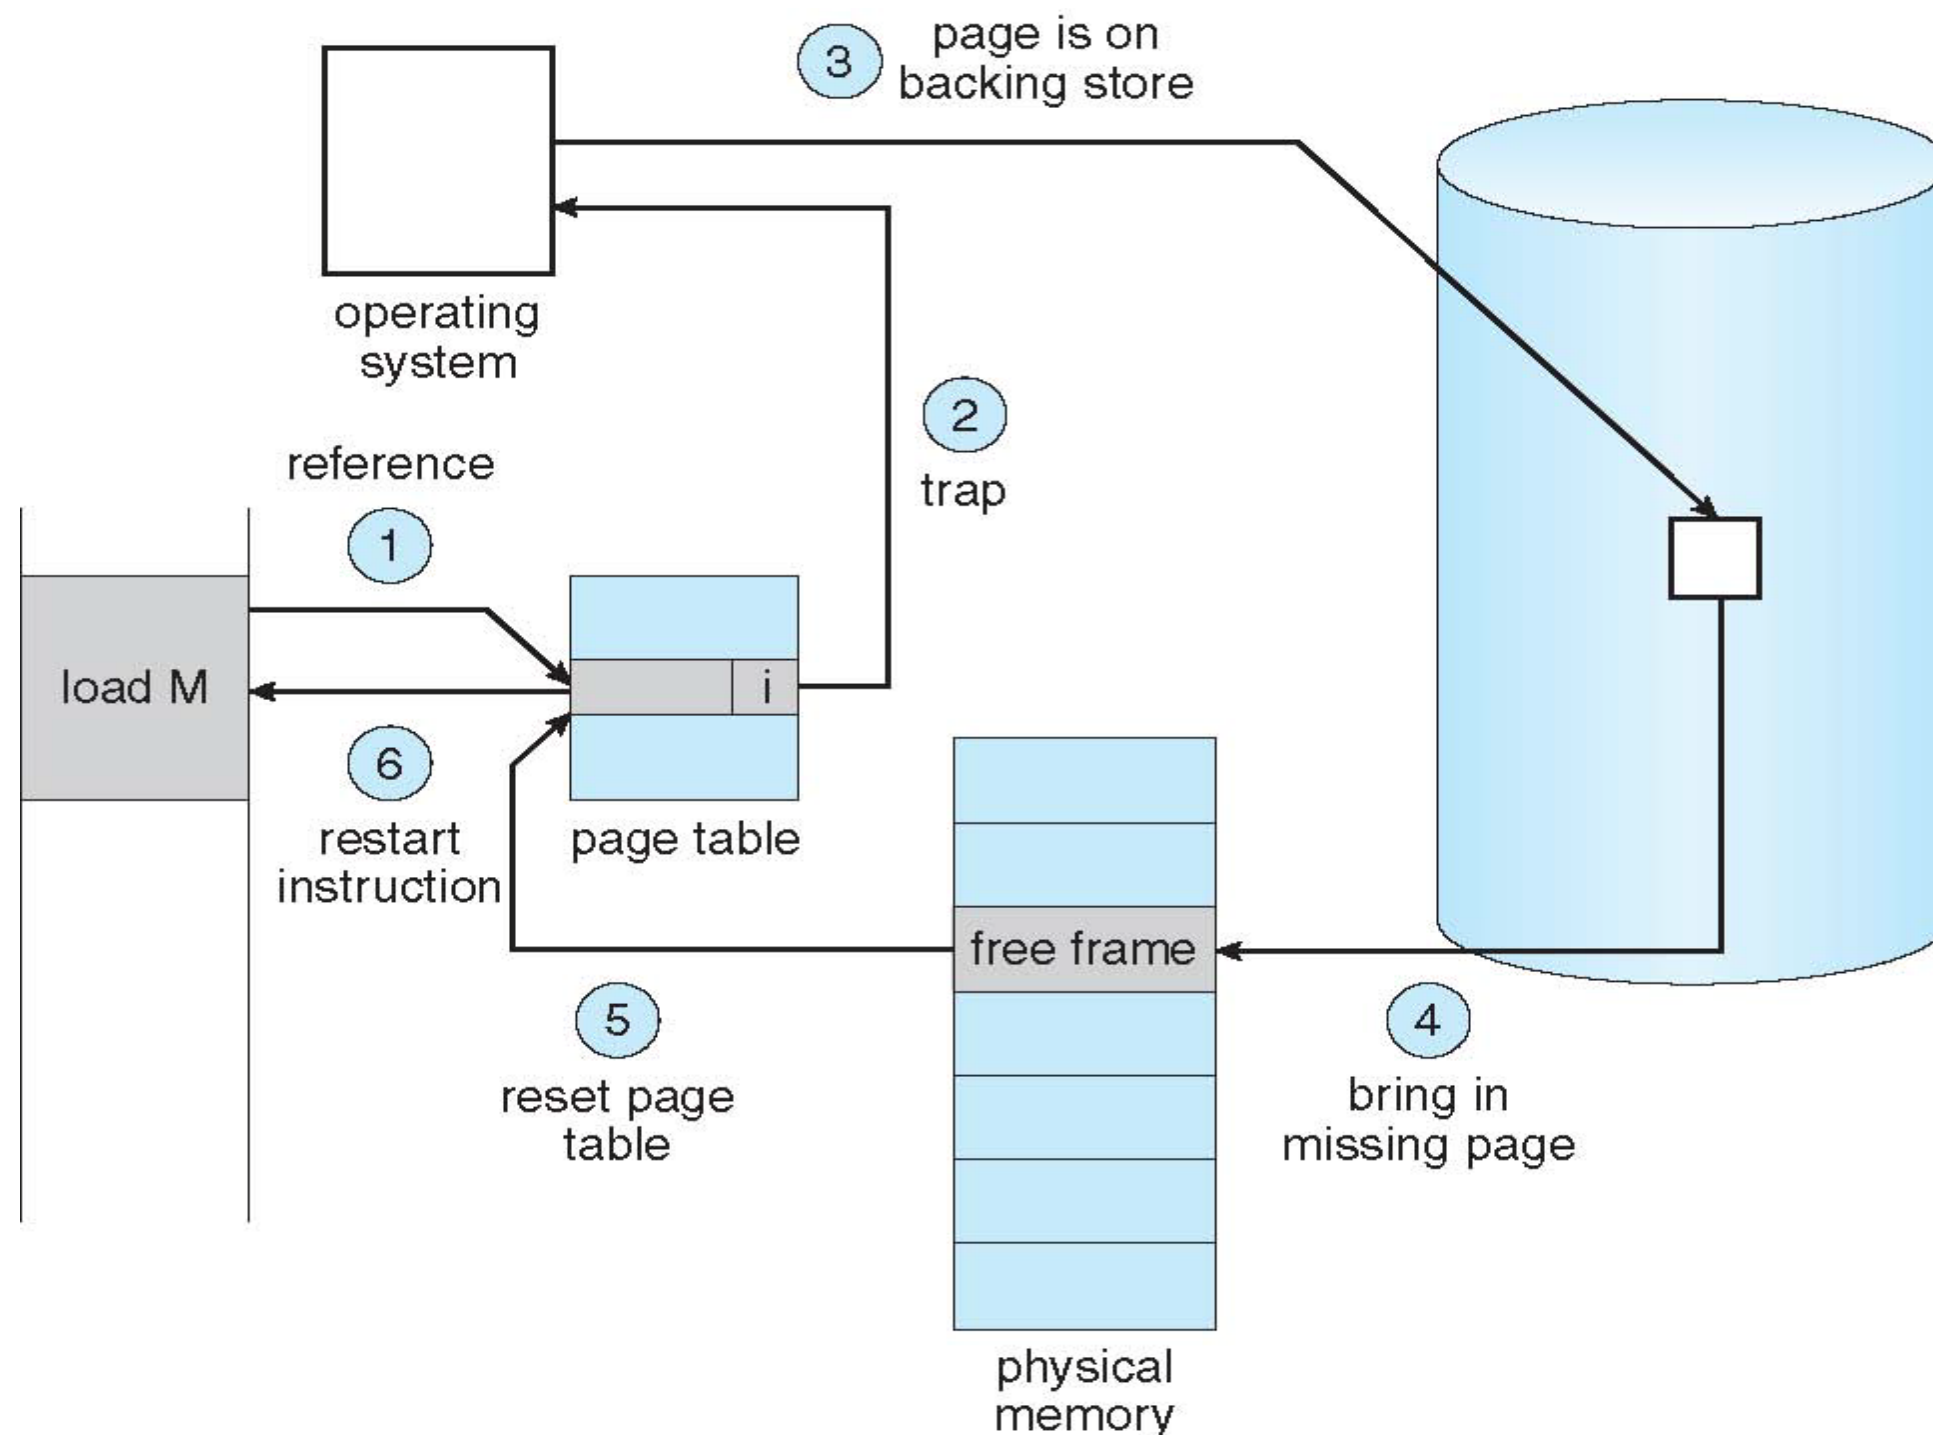 3
page is on
backing store
operating
system
2
trap
reference
1
load M
i
6
restart
instruction
page table
free frame
5
reset page
table
4
bring in
missing page
physical
memory